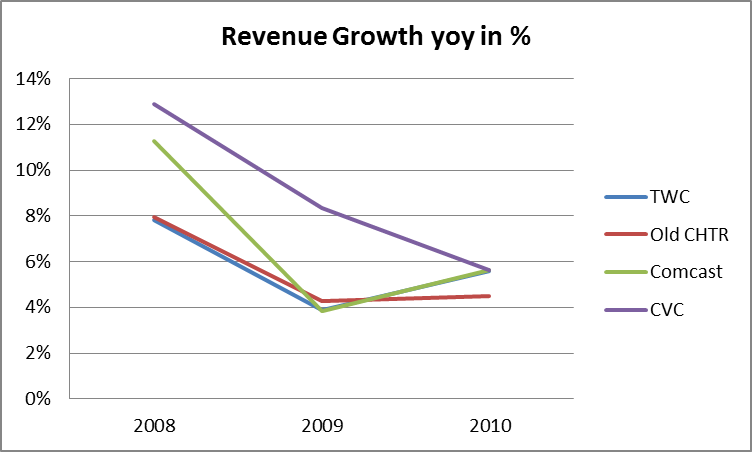 Revenue Growth yoy in %
14%
12%
10%
8%
6%
4%
2%
0%
2008 2009 2010
TWC
Old CHTR
Comcast
CVC